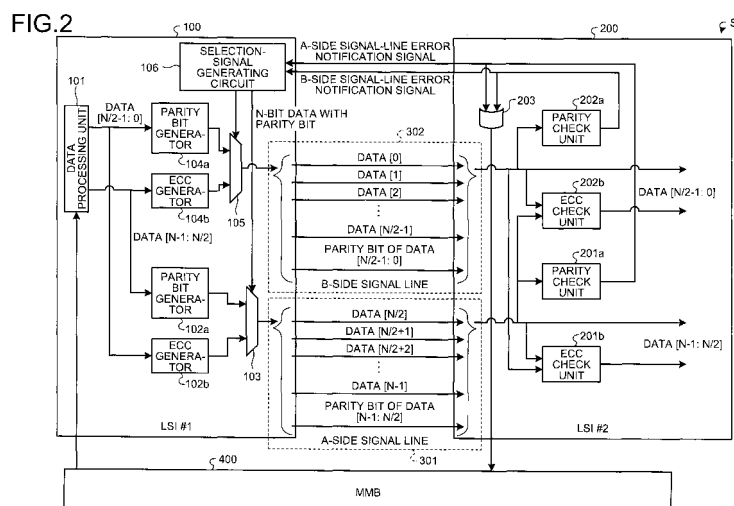 FIG.2
100
200
S
106
SELECTION-
SIGNAL
GENERATING
CIRCUIT
A-SIDE SIGNAL-LINE ERROR
NOTIFICATION SIGNAL
B-SIDE SIGNAL-LINE ERROR
NOTIFICATION SIGNAL
101
DATA
PROCESSING UNIT
DATA
[N/2-1: 0]
PARITY
BIT
GENERA-
TOR
104a
ECC
GENERA-
TOR
104b
105
N-BIT DATA WITH
PARITY BIT
302
DATA [0]
DATA [1]
DATA [2]
DATA [N/2-1]
PARITY BIT OF DATA
[N/2-1: 0]
B-SIDE SIGNAL LINE
203
202a
PARITY
CHECK
UNIT
202b
ECC
CHECK
UNIT
DATA [N/2-1: 0]
201a
PARITY
CHECK
UNIT
DATA [N-1: N/2]
PARITY
BIT
GENERA-
TOR
102a
ECC
GENERA-
TOR
102b
103
DATA [N/2]
DATA [N/2+1]
DATA [N/2+2]
DATA [N-1]
PARITY BIT OF DATA
[N-1: N/2]
A-SIDE SIGNAL LINE
301
201b
ECC
CHECK
UNIT
DATA [N-1: N/2]
LSI #1
LSI #2
400
MMB